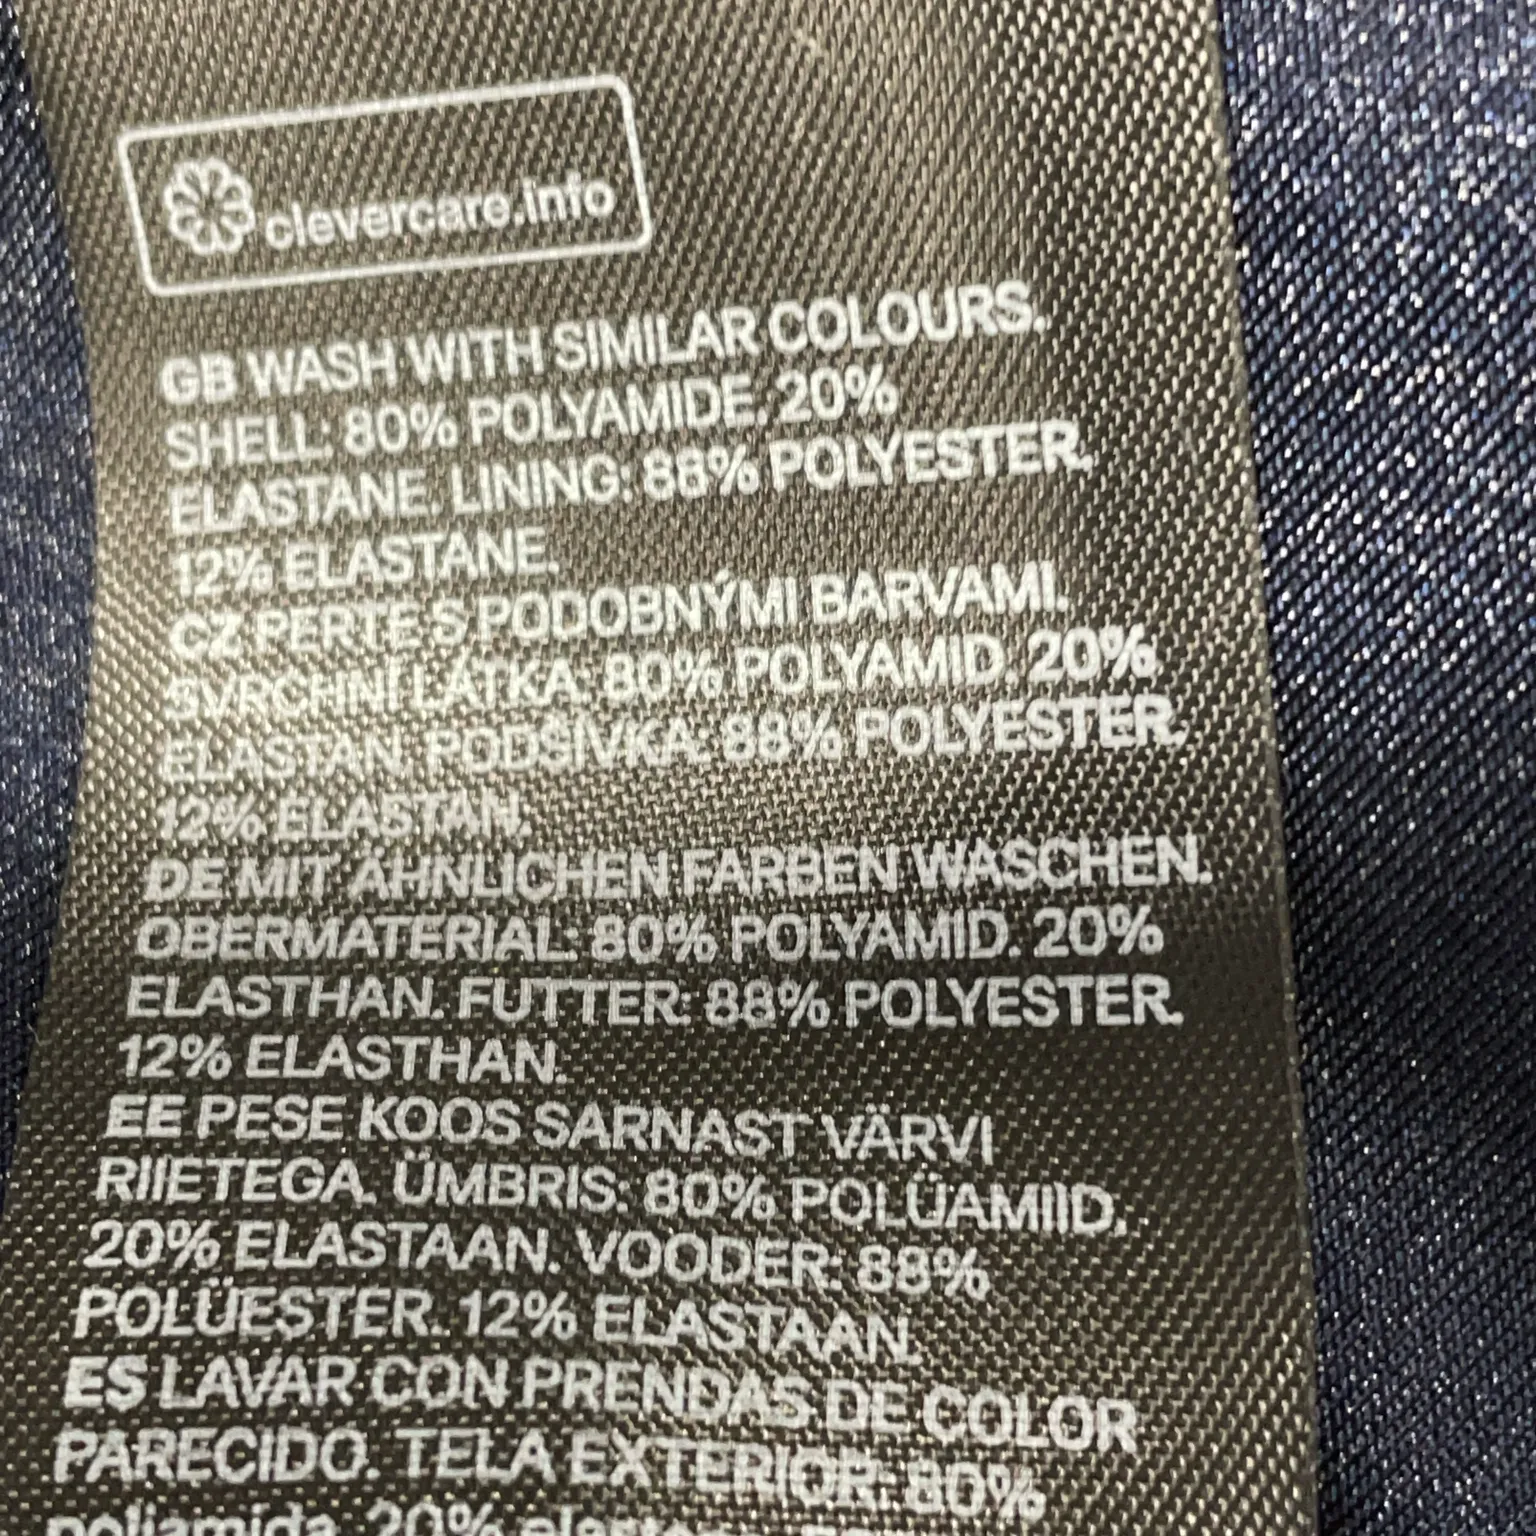 clevercare.info
GB WASH WITH SIMILAR COLOURS.
SHELL: 80% POLYAMIDE. 20%
ELASTANE. LINING: 88% POLYESTER.
12% ELASTANE.
CZ PERTE S PODOBNÝMI BARVAMI.
SVRCHNÍ LÁTKA: 80% POLYAMID. 20%
ELASTAN. PODŠÍVKA: 88% POLYESTER.
12% ELASTAN.
DE MIT ÄHNLICHEN FARBEN WASCHEN.
OBERMATERIAL: 80% POLYAMID. 20%
ELASTHAN. FUTTER: 88% POLYESTER.
12% ELASTHAN.
EE PESE KOOS SARNAST VÄRVI
RIIETEGA. ÜMBRIS: 80% POLÜAMIID.
20% ELASTAAN. VOODER: 88%
POLÜESTER. 12% ELASTAAN.
ES LAVAR CON PRENDAS DE COLOR
PARECIDO. TELA EXTERIOR: 80%
poliamida. 20%